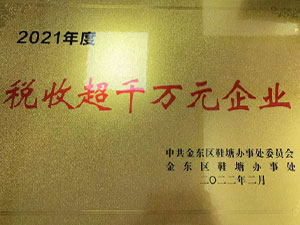 2021年度
税收超千万元企业
中共金东区鞋塘办事处委员会
金东区鞋塘办事处
二〇二二年二月